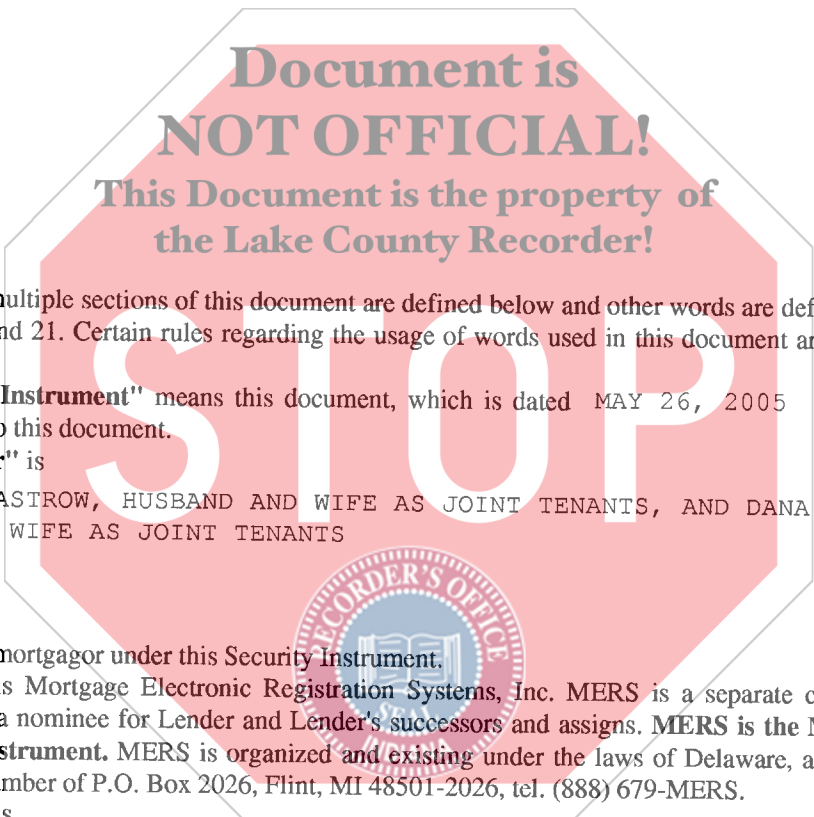 Document is
NOT OFFICIAL!
This Document is the property of
the Lake County Recorder!
ultiple sections of this document are defined below and other words are def
nd 21. Certain rules regarding the usage of words used in this document ar
Instrument" means this document, which is dated MAY 26, 2005
this document.
r" is
ASTROW, HUSBAND AND WIFE AS JOINT TENANTS, AND DANA
WIFE AS JOINT TENANTS
STOP
RECORDER'S OFFICE
SEAL
INDIANA
mortgagor under this Security Instrument.
s Mortgage Electronic Registration Systems, Inc. MERS is a separate c
a nominee for Lender and Lender's successors and assigns. MERS is the M
strument. MERS is organized and existing under the laws of Delaware, a
mber of P.O. Box 2026, Flint, MI 48501-2026, tel. (888) 679-MERS.
s